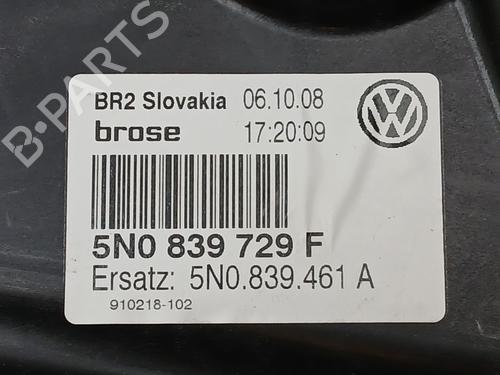 B-PARTS
BR2 Slovakia 06.10.08
brose 17:20:09
5N0 839 729 F
Ersatz: 5N0.839.461 A
910218-102